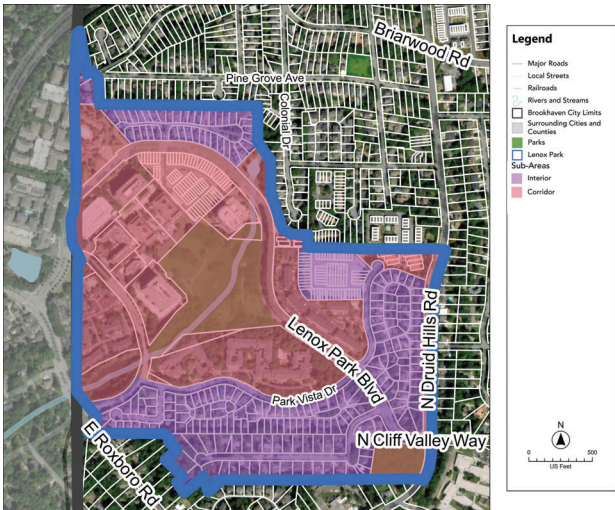 Briarwood Rd
Pine Grove Ave
Colonial Dr
Lenox Park Blvd
N Druid Hills Rd
Park Vista Dr
N Cliff Valley Way
E Roxboro Rd
Legend
Major Roads
Local Streets
Railroads
Rivers and Streams
Brookhaven City Limits
Surrounding Cities and
Counties
Parks
Lenox Park
Sub-Areas
Interior
Corridor
N
0
500
US Feet